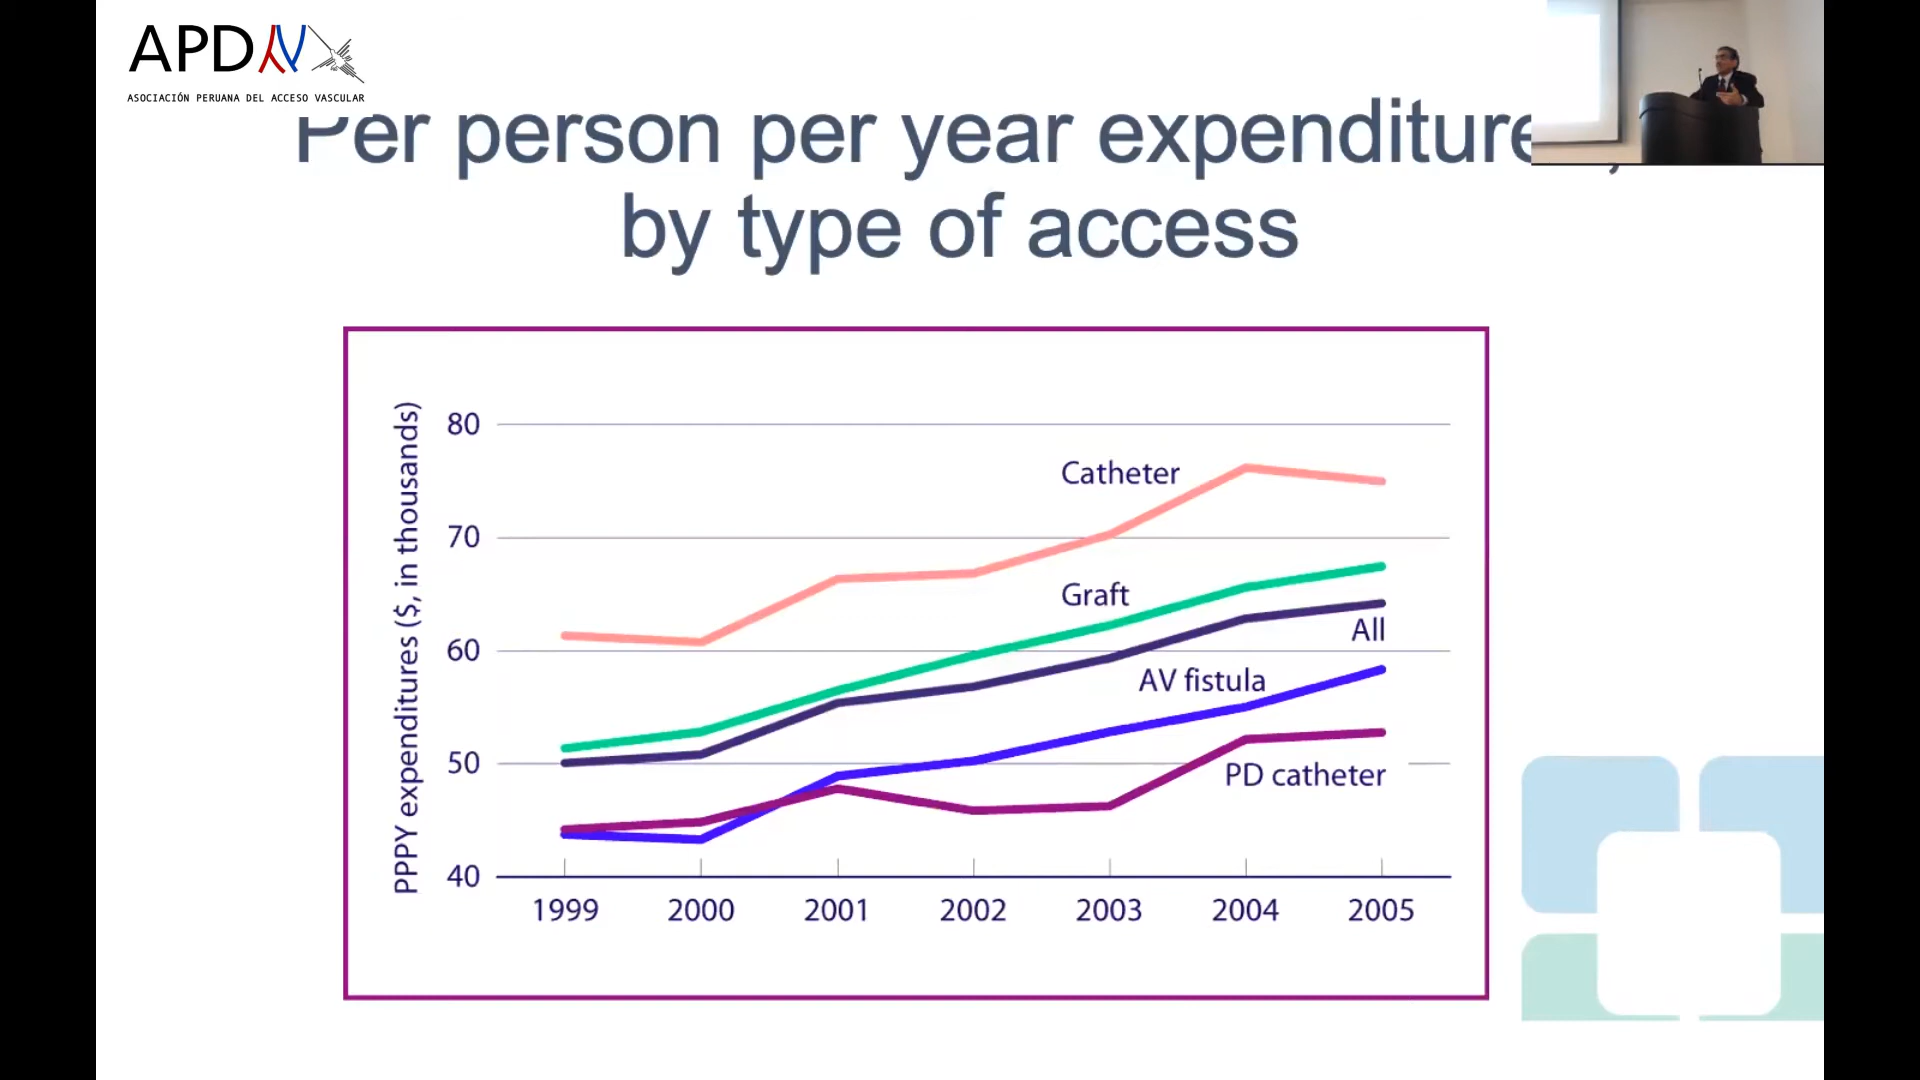 APDAV
ASOCIACIÓN PERUANA DEL ACCESO VASCULAR
Per person per year expenditure,
by type of access
PPPY expenditures ($, in thousands)
80
70
60
50
40
Catheter
Graft
All
AV fistula
PD catheter
1999 2000 2001 2002 2003 2004 2005